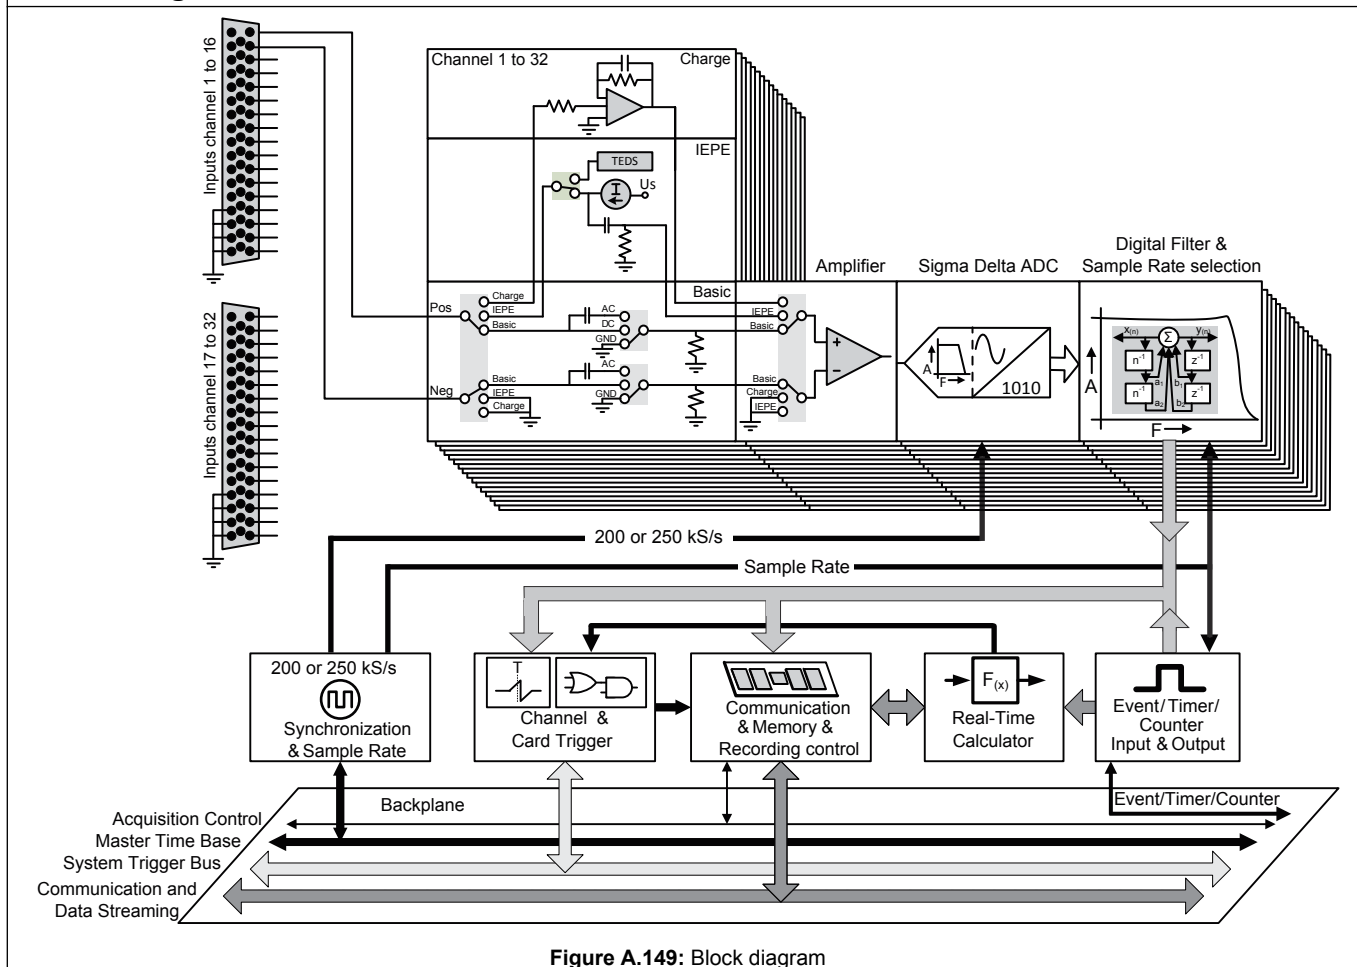 Inputs channel 1 to 16
Inputs channel 17 to 32
Channel 1 to 32
Charge
IEPE
TEDS
I
Us
Basic
Pos
Charge
IEPE
Basic
AC
DC
GND
Neg
Basic
IEPE
Charge
AC
GND
Amplifier
IEPE
Basic
Basic
Charge
IEPE
+
−
Sigma Delta ADC
A
F
1010
Digital Filter &
Sample Rate selection
A
F
x(n)
Σ
y(n)
n-1
z-1
n-1
z-1
a1
b1
a2
b2
200 or 250 kS/s
Sample Rate
200 or 250 kS/s
Synchronization
& Sample Rate
T
Channel &
Card Trigger
Communication
& Memory &
Recording control
F(x)
Real-Time
Calculator
Event/Timer/
Counter
Input & Output
Backplane
Event/Timer/Counter
Acquisition Control
Master Time Base
System Trigger Bus
Communication and
Data Streaming
Figure A.149: Block diagram